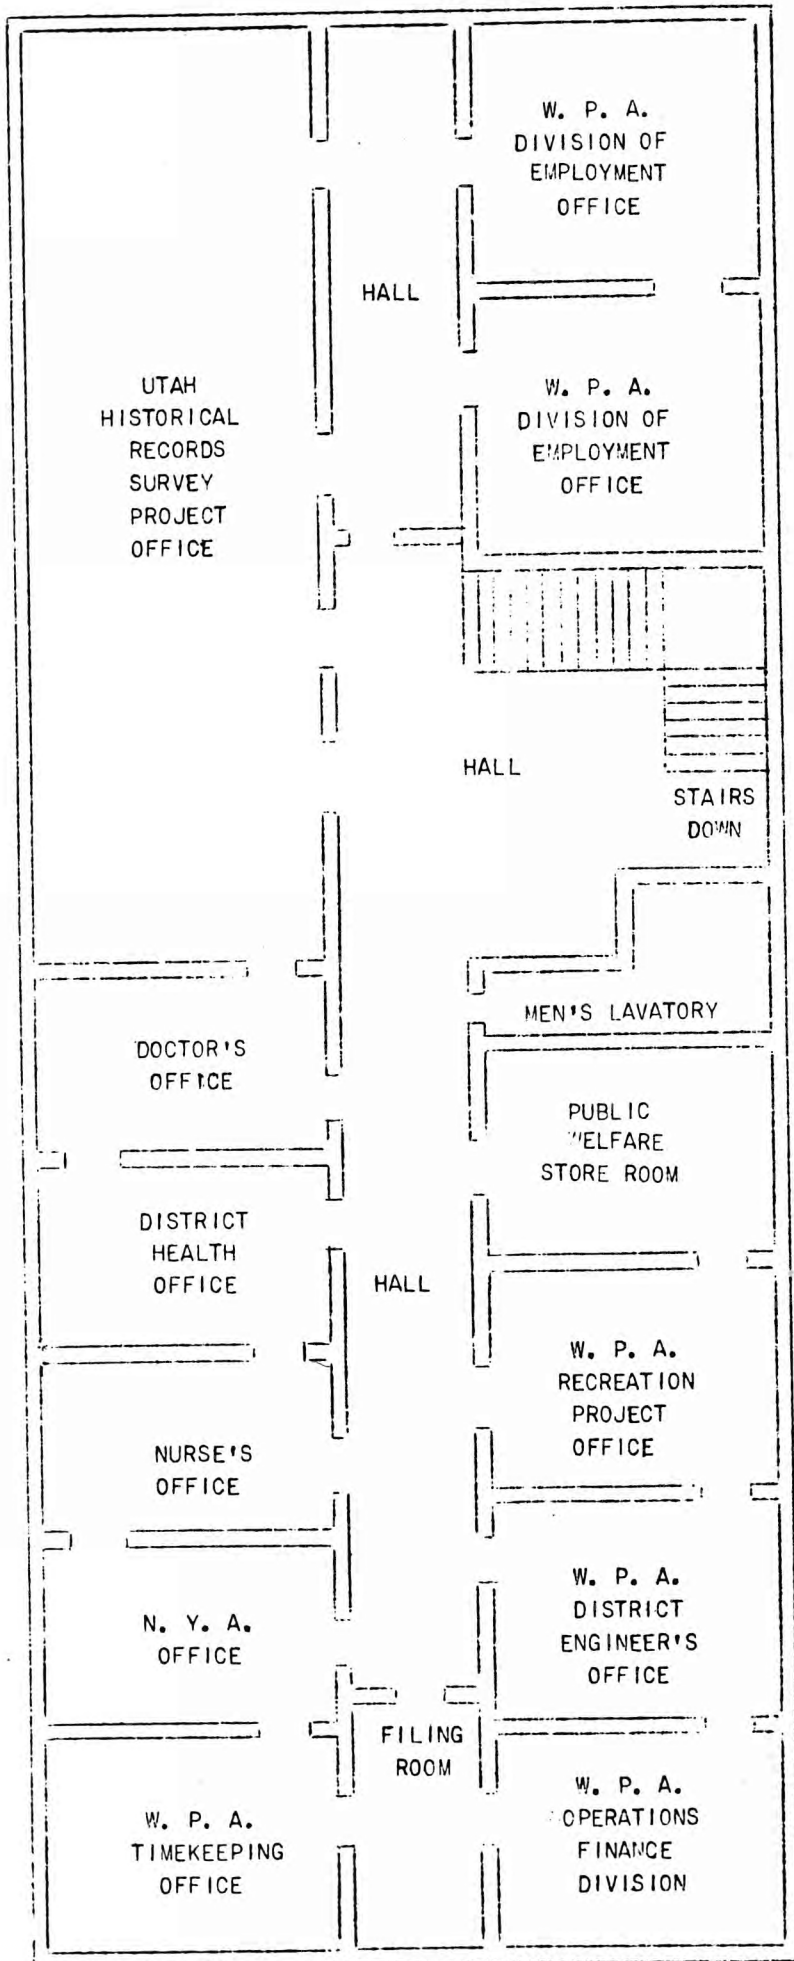 W. P. A.
DIVISION OF
EMPLOYMENT
OFFICE
HALL
UTAH
HISTORICAL
RECORDS
SURVEY
PROJECT
OFFICE
W. P. A.
DIVISION OF
EMPLOYMENT
OFFICE
HALL
STAIRS
DOWN
MEN'S LAVATORY
DOCTOR'S
OFFICE
PUBLIC
WELFARE
STORE ROOM
DISTRICT
HEALTH
OFFICE
HALL
W. P. A.
RECREATION
PROJECT
OFFICE
NURSE'S
OFFICE
W. P. A.
DISTRICT
ENGINEER'S
OFFICE
N. Y. A.
OFFICE
FILING
ROOM
W. P. A.
OPERATIONS
FINANCE
DIVISION
W. P. A.
TIMEKEEPING
OFFICE